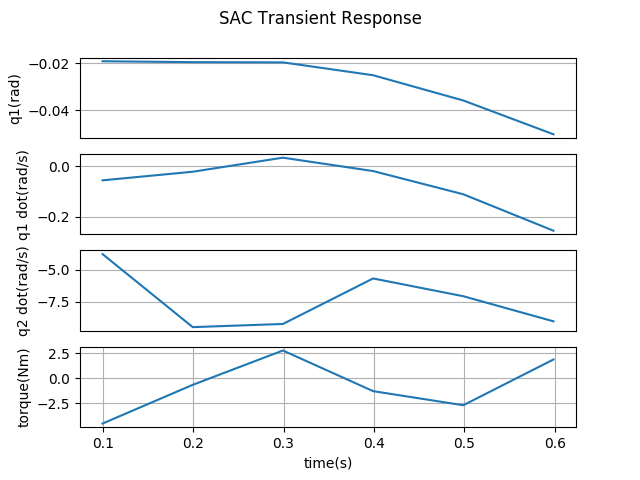 SAC Transient Response
−0.02
−0.04
q1(rad)
0.0
−0.2
q1 dot(rad/s)
−5.0
−7.5
q2 dot(rad/s)
2.5
0.0
−2.5
torque(Nm)
0.1 0.2 0.3 0.4 0.5 0.6
time(s)